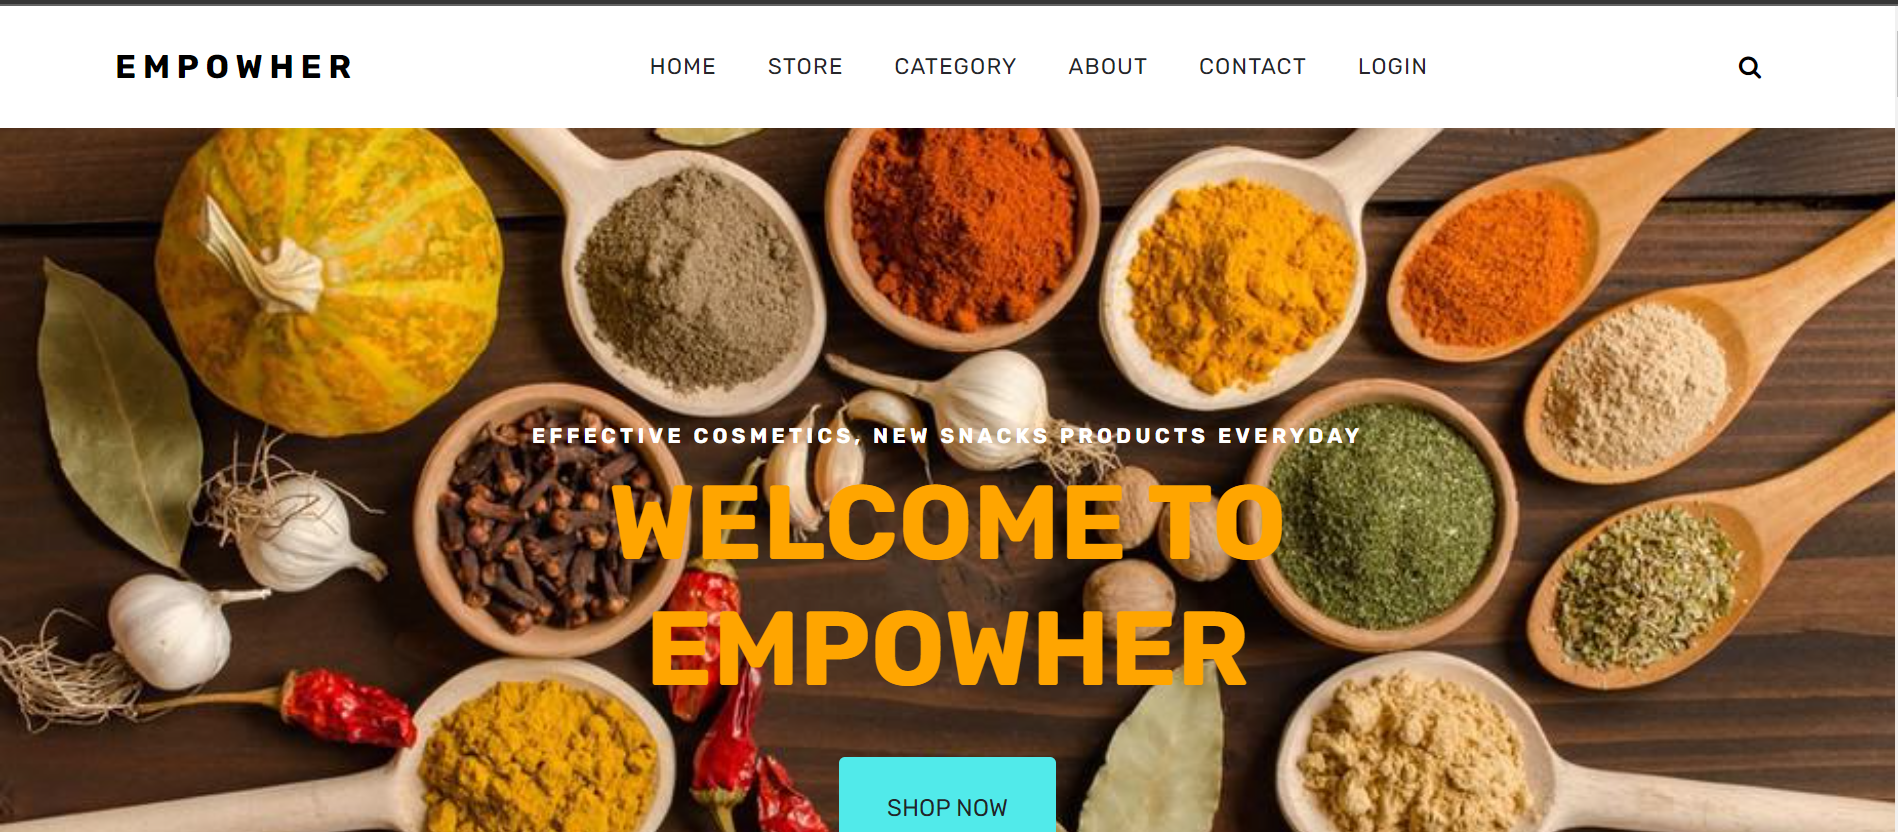 EMPOWHER
HOME STORE CATEGORY ABOUT CONTACT LOGIN
EFFECTIVE COSMETICS, NEW SNACKS PRODUCTS EVERYDAY
WELCOME TO
EMPOWHER
SHOP NOW